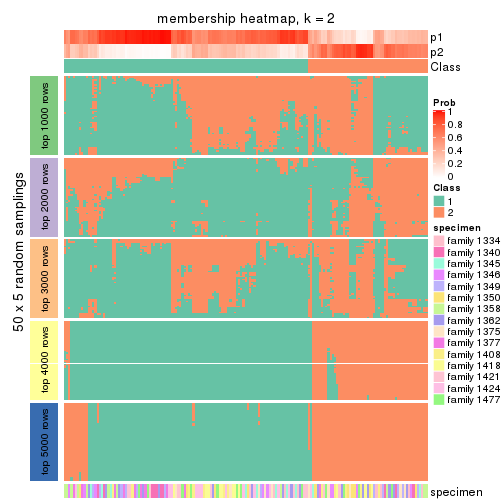 membership heatmap, k = 2
p1
p2
Class
50 x 5 random samplings
top 1000 rows
top 2000 rows
top 3000 rows
top 4000 rows
top 5000 rows
specimen
Prob
1
0.8
0.6
0.4
0.2
0
Class
1
2
specimen
family 1334
family 1340
family 1345
family 1346
family 1349
family 1350
family 1358
family 1362
family 1375
family 1377
family 1408
family 1418
family 1421
family 1424
family 1477